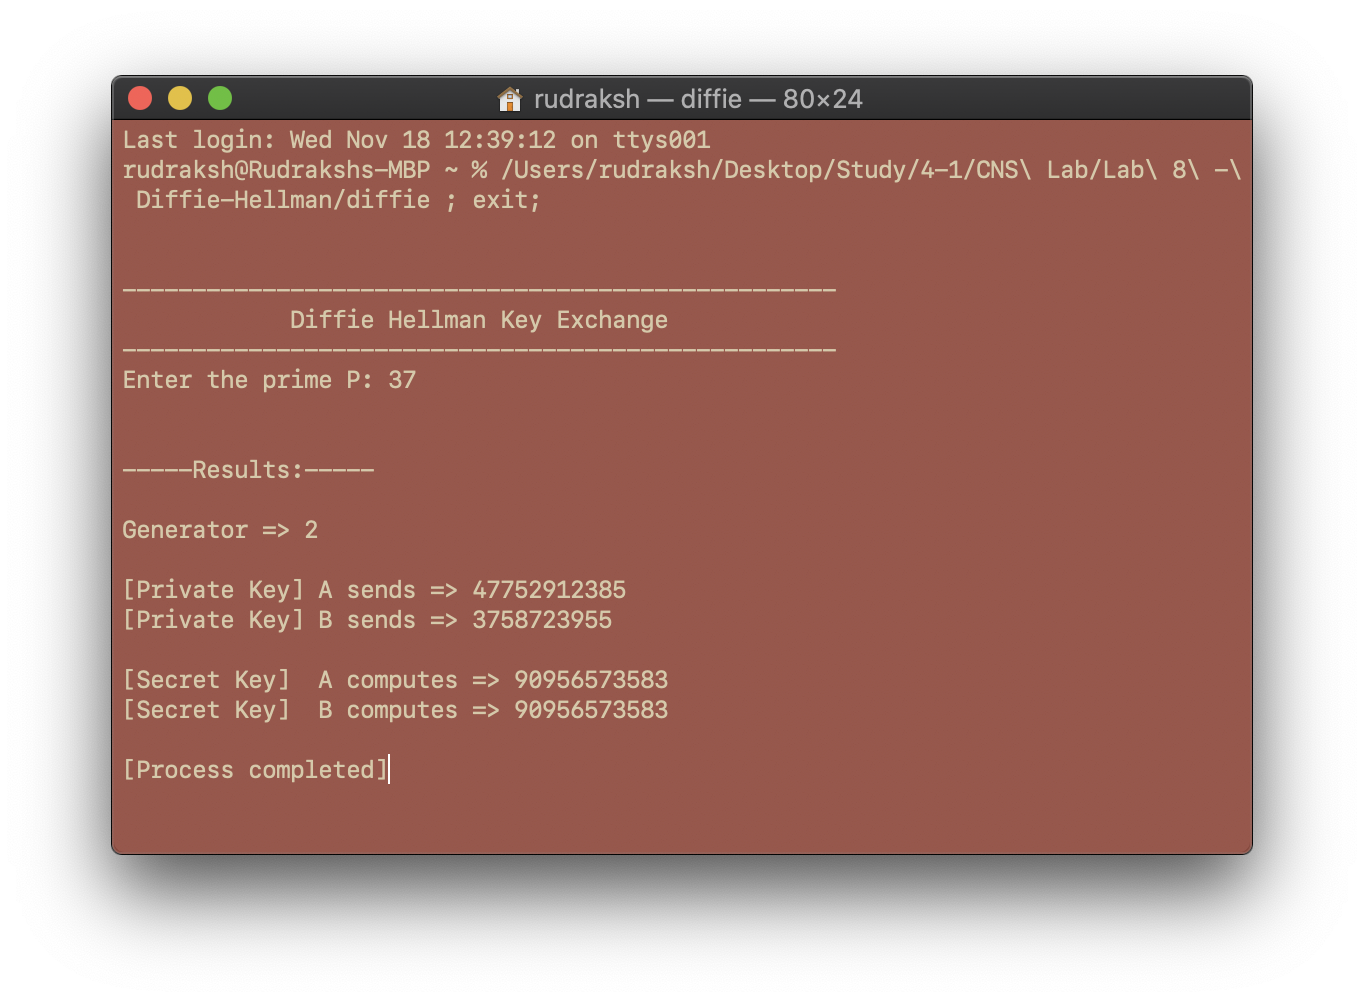 rudraksh — diffie — 80×24
Last login: Wed Nov 18 12:39:12 on ttys001
rudraksh@Rudrakshs-MBP ~ % /Users/rudraksh/Desktop/Study/4-1/CNS\ Lab/Lab\ 8\ -\
 Diffie-Hellman/diffie ; exit;
---------------------------------------------------
            Diffie Hellman Key Exchange
---------------------------------------------------
Enter the prime P: 37
-----Results:-----
Generator => 2
[Private Key] A sends => 47752912385
[Private Key] B sends => 3758723955
[Secret Key]  A computes => 90956573583
[Secret Key]  B computes => 90956573583
[Process completed]